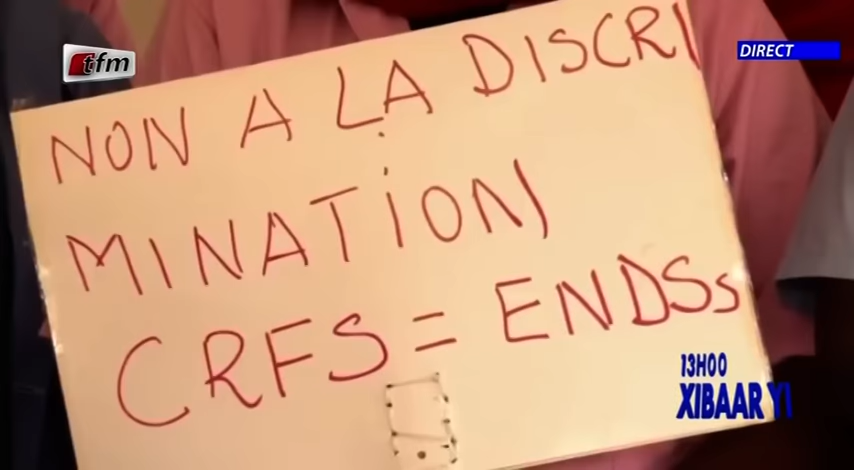 tfm
DIRECT
NON A LA DISCRI
MINATION
CRFS = ENDSs
13H00
XIBAAR YI